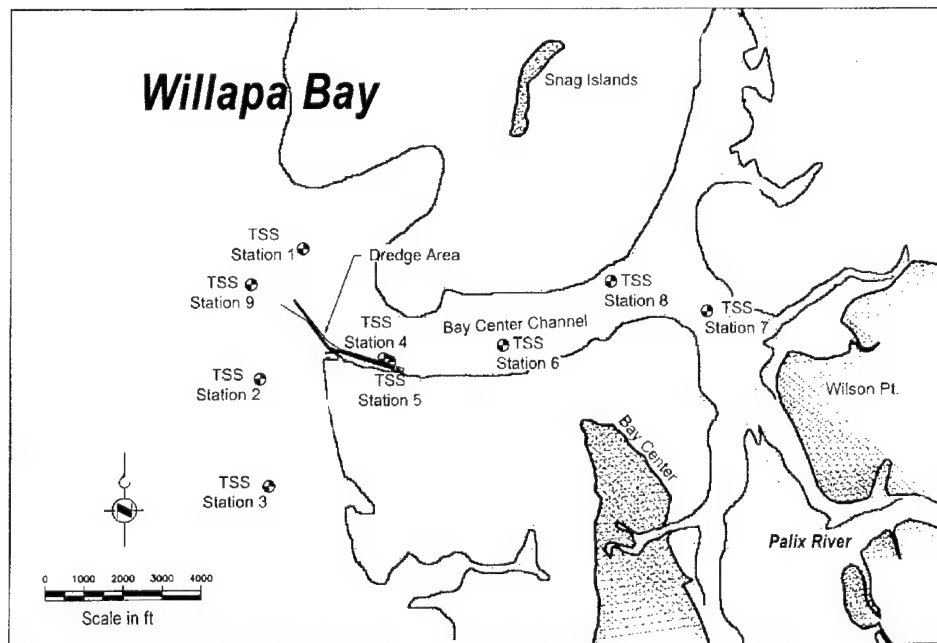 Willapa Bay
Snag Islands
TSS
Station 1
Dredge Area
TSS
Station 9
TSS
Station 8
TSS
Station 7
Bay Center Channel
TSS
Station 4
TSS
Station 6
TSS
Station 5
TSS
Station 2
Wilson Pt.
Bay Center
TSS
Station 3
Palix River
0 1000 2000 3000 4000
Scale in ft